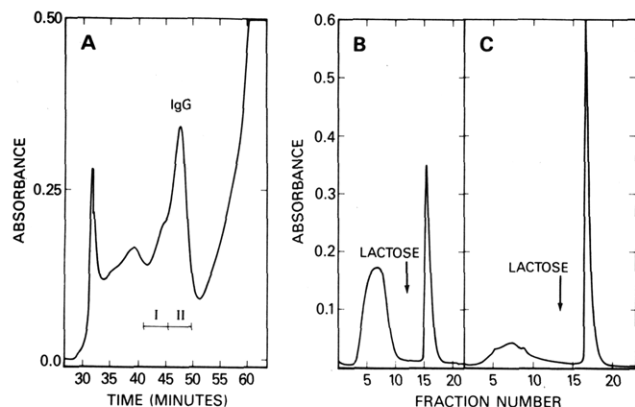 A
IgG
0.50
0.25
0.0
ABSORBANCE
I II
30 35 40 45 50 55 60
TIME (MINUTES)
B
C
0.6
0.5
0.4
0.3
0.2
0.1
ABSORBANCE
LACTOSE
LACTOSE
5 10 15 20
5 10 15 20
FRACTION NUMBER